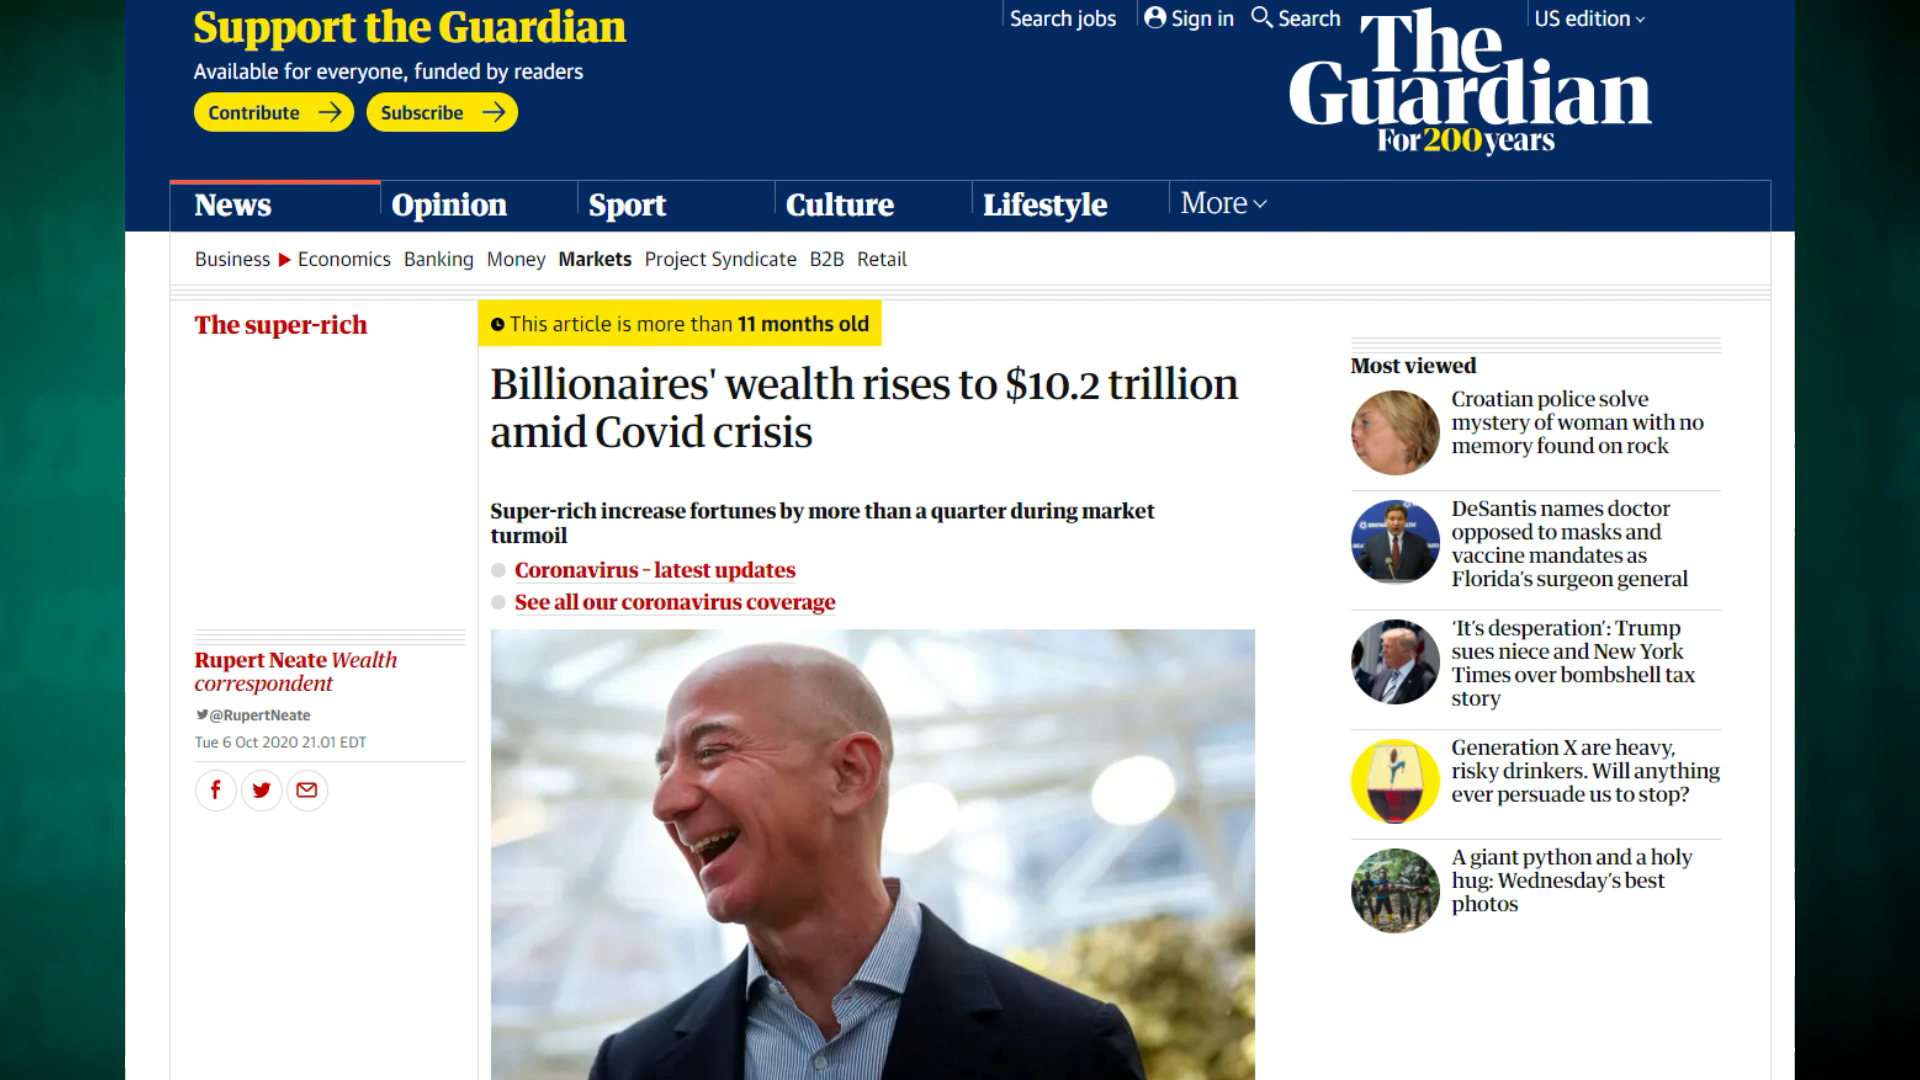 Support the Guardian
Available for everyone, funded by readers
Contribute
Subscribe
Search jobs
Sign in
Search
US edition
The
Guardian
For 200 years
News
Opinion
Sport
Culture
Lifestyle
More
Business
Economics
Banking
Money
Markets
Project Syndicate
B2B
Retail
The super-rich
This article is more than 11 months old
Billionaires' wealth rises to $10.2 trillion
amid Covid crisis
Super-rich increase fortunes by more than a quarter during market
turmoil
Coronavirus – latest updates
See all our coronavirus coverage
Rupert Neate Wealth
correspondent
@RupertNeate
Tue 6 Oct 2020 21.01 EDT
Most viewed
Croatian police solve
mystery of woman with no
memory found on rock
DeSantis names doctor
opposed to masks and
vaccine mandates as
Florida’s surgeon general
‘It’s desperation’: Trump
sues niece and New York
Times over bombshell tax
story
Generation X are heavy,
risky drinkers. Will anything
ever persuade us to stop?
A giant python and a holy
hug: Wednesday’s best
photos